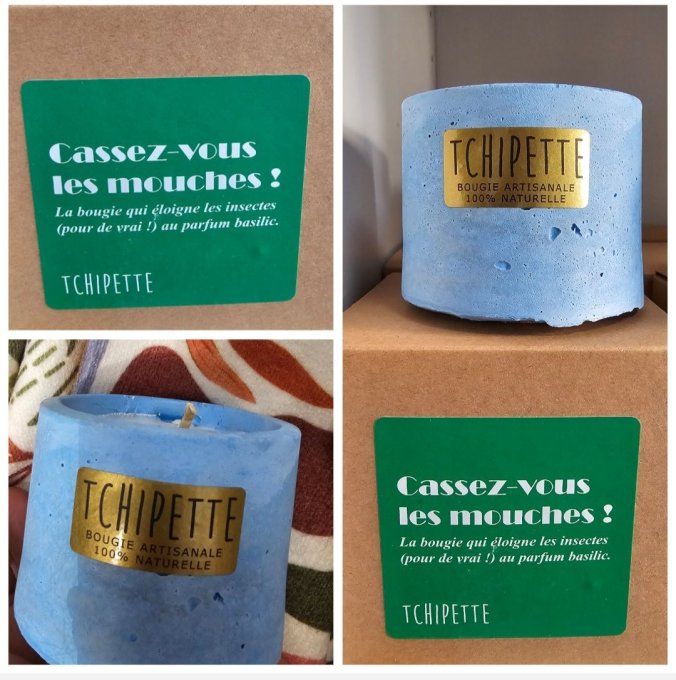 Cassez-vous
les mouches !
La bougie qui éloigne les insectes
(pour de vrai !) au parfum basilic.
TCHIPETTE
TCHIPETTE
BOUGIE ARTISANALE
100% NATURELLE
TCHIPETTE
BOUGIE ARTISANALE
100% NATURELLE
Cassez-vous
les mouches !
La bougie qui éloigne les insectes
(pour de vrai !) au parfum basilic.
TCHIPETTE